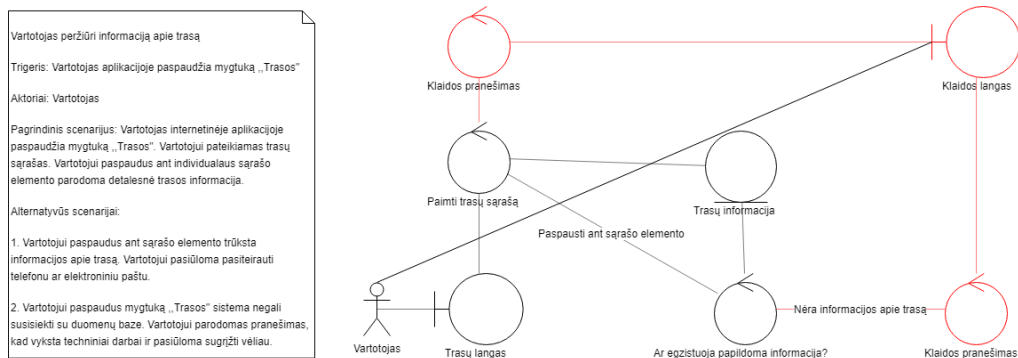 Vartotojas peržiūri informaciją apie trasą
Trigeris: Vartotojas aplikacijoje paspaudžia mygtuką ,,Trasos"
Aktoriai: Vartotojas
Pagrindinis scenarijus: Vartotojas internetinėje aplikacijoje
paspaudžia mygtuką ,,Trasos". Vartotojui pateikiamas trasų
sąrašas. Vartotojui paspaudus ant individualaus sąrašo
elemento parodoma detalesnė trasos informacija.
Alternatyvūs scenarijai:
1. Vartotojui paspaudus ant sąrašo elemento trūksta
informacijos apie trasą. Vartotojui pasiūloma pasiteirauti
telefonu ar elektroniniu paštu.
2. Vartotojui paspaudus mygtuką ,,Trasos" sistema negali
susisiekti su duomenų baze. Vartotojui parodomas pranešimas,
kad vyksta techniniai darbai ir pasiūloma sugrįžti vėliau.
Klaidos pranešimas
Klaidos langas
Paimti trasų sąrašą
Trasų informacija
Paspausti ant sąrašo elemento
Nėra informacijos apie trasą
Vartotojas
Trasų langas
Ar egzistuoja papildoma informacija?
Klaidos pranešimas